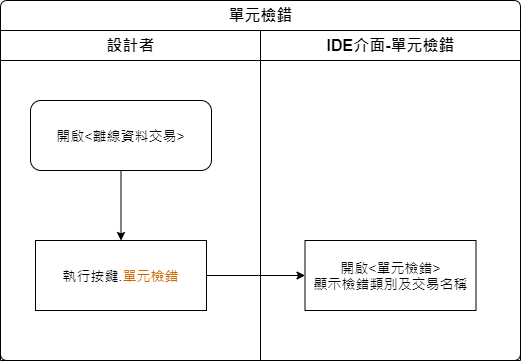 單元檢錯
設計者
IDE介面-單元檢錯
開啟<離線資料交易>
執行按鍵.單元檢錯
開啟<單元檢錯>
顯示檢錯類別及交易名稱